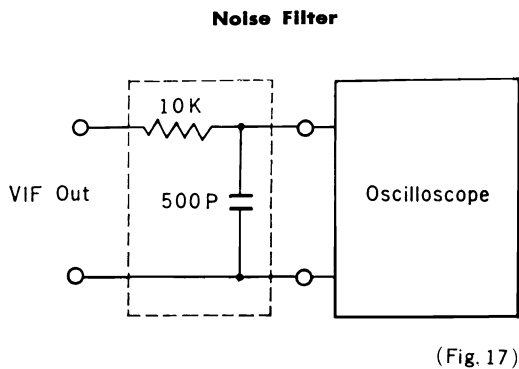 Noise Filter
10K
VIF Out
500P
Oscilloscope
(Fig. 17)